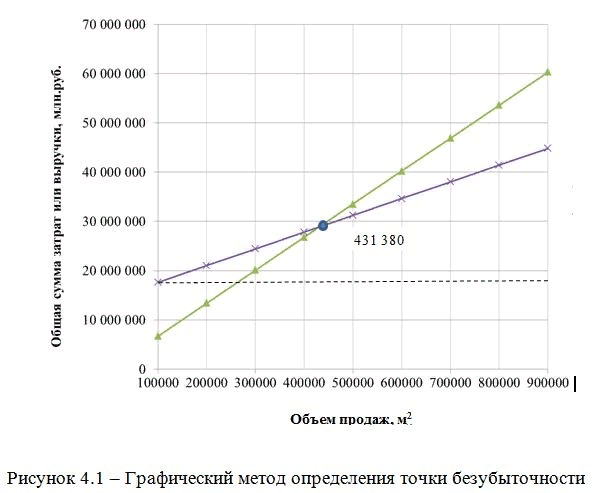 70 000 000
60 000 000
50 000 000
40 000 000
30 000 000
20 000 000
10 000 000
0
Общая сумма затрат или выручки, млн.руб.
431 380
100000 200000 300000 400000 500000 600000 700000 800000 900000
Объем продаж, м²
Рисунок 4.1 – Графический метод определения точки безубыточности